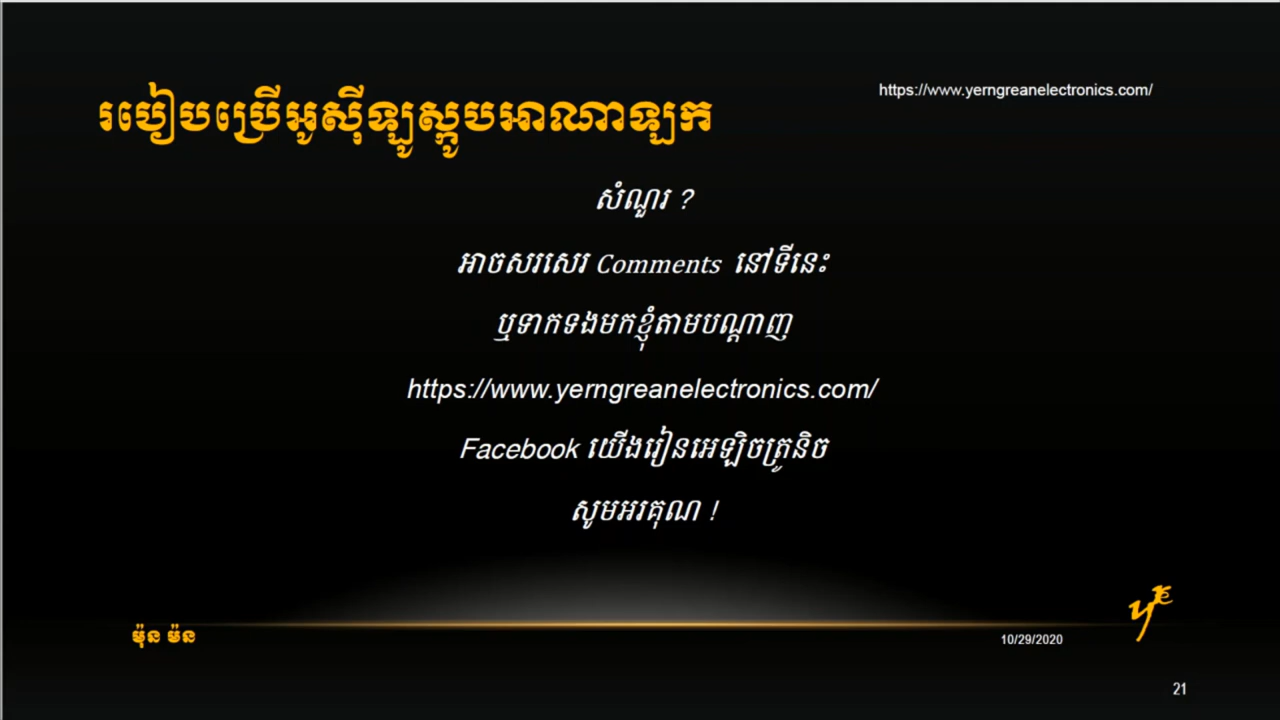 https://www.yerngreanelectronics.com/
របៀបប្រើអូស៊ីឡូស្កូបអាណាឡក
សំណួរ ?
អាចសរសេរ Comments នៅទីនេះ
ឬទាក់ទងមកខ្ញុំតាមបណ្ដាញ
https://www.yerngreanelectronics.com/
Facebook យើងរៀនអេឡិចត្រូនិច
សូមអរគុណ !
ម៉ុន ម៉ន
10/29/2020
21